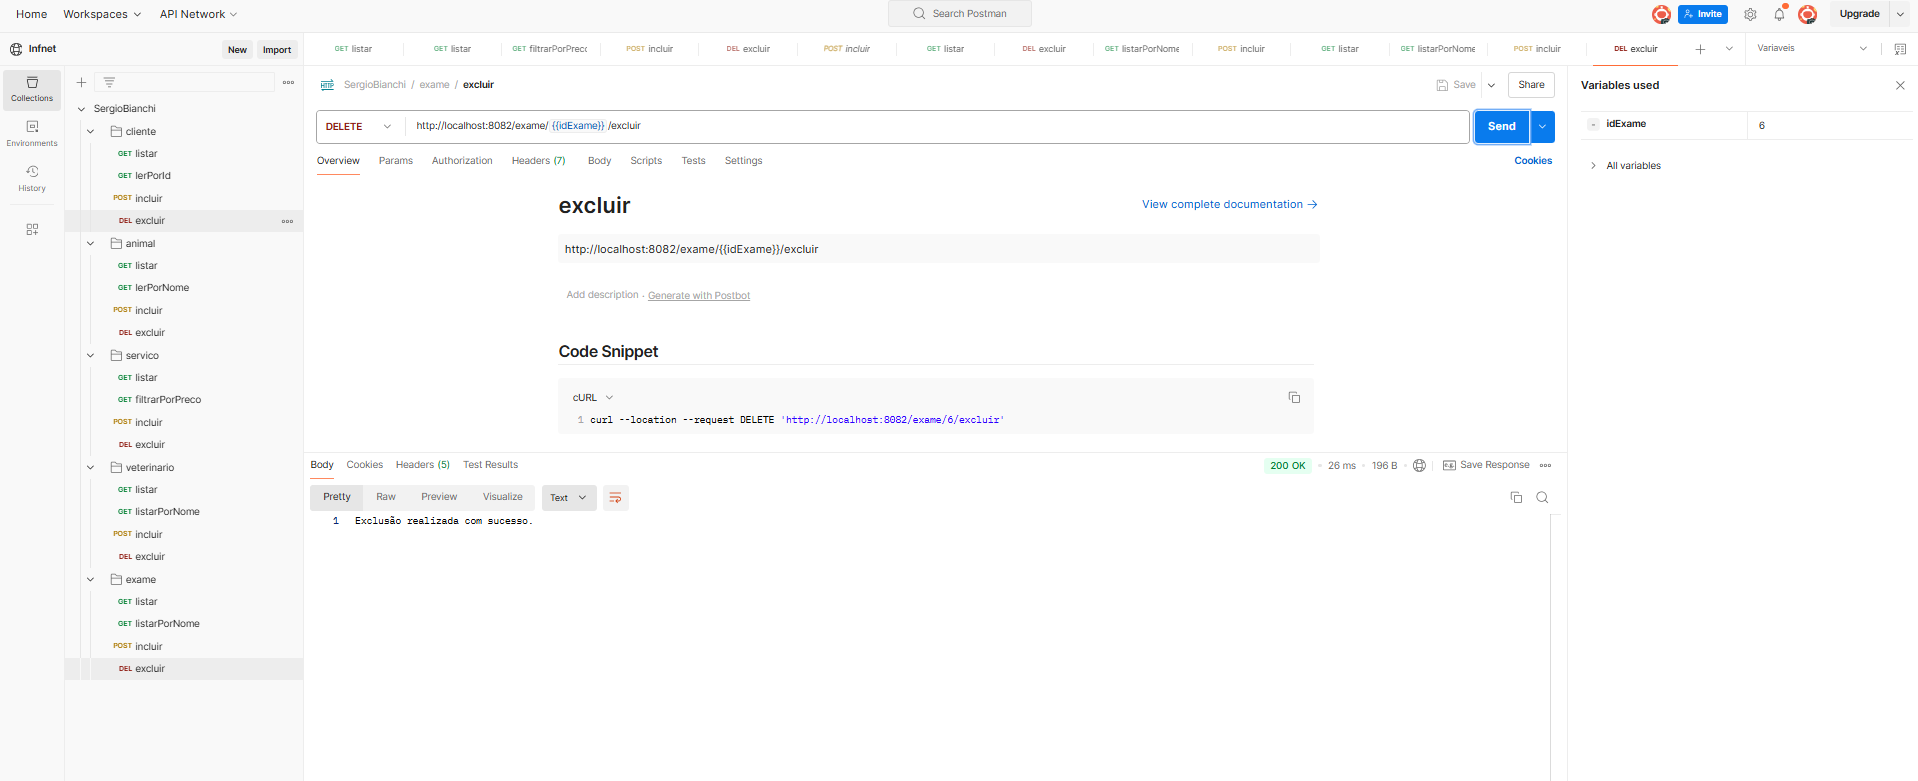 Home Workspaces API Network Search Postman Invite Upgrade
Infnet New Import
GET listar GET listar GET filtrarPorPreco POST incluir DEL excluir POST incluir GET listar DEL excluir GET listarPorNome POST incluir GET listar GET listarPorNome POST incluir DEL excluir Variaveis
Collections
Environments
History
SergioBianchi
cliente
GET listar
GET lerPorId
POST incluir
DEL excluir
animal
GET listar
GET lerPorNome
POST incluir
DEL excluir
servico
GET listar
GET filtrarPorPreco
POST incluir
DEL excluir
veterinario
GET listar
GET listarPorNome
POST incluir
DEL excluir
exame
GET listar
GET listarPorNome
POST incluir
DEL excluir
HTTP SergioBianchi / exame / excluir Save Share
DELETE http://localhost:8082/exame/ {{idExame}} /excluir Send
Overview Params Authorization Headers (7) Body Scripts Tests Settings Cookies
excluir View complete documentation →
http://localhost:8082/exame/{{idExame}}/excluir
Add description - Generate with Postbot
Code Snippet
cURL
1 curl --location --request DELETE 'http://localhost:8082/exame/6/excluir'
Body Cookies Headers (5) Test Results 200 OK 26 ms 196 B Save Response
Pretty Raw Preview Visualize Text
1 Exclusão realizada com sucesso.
Variables used
idExame 6
All variables